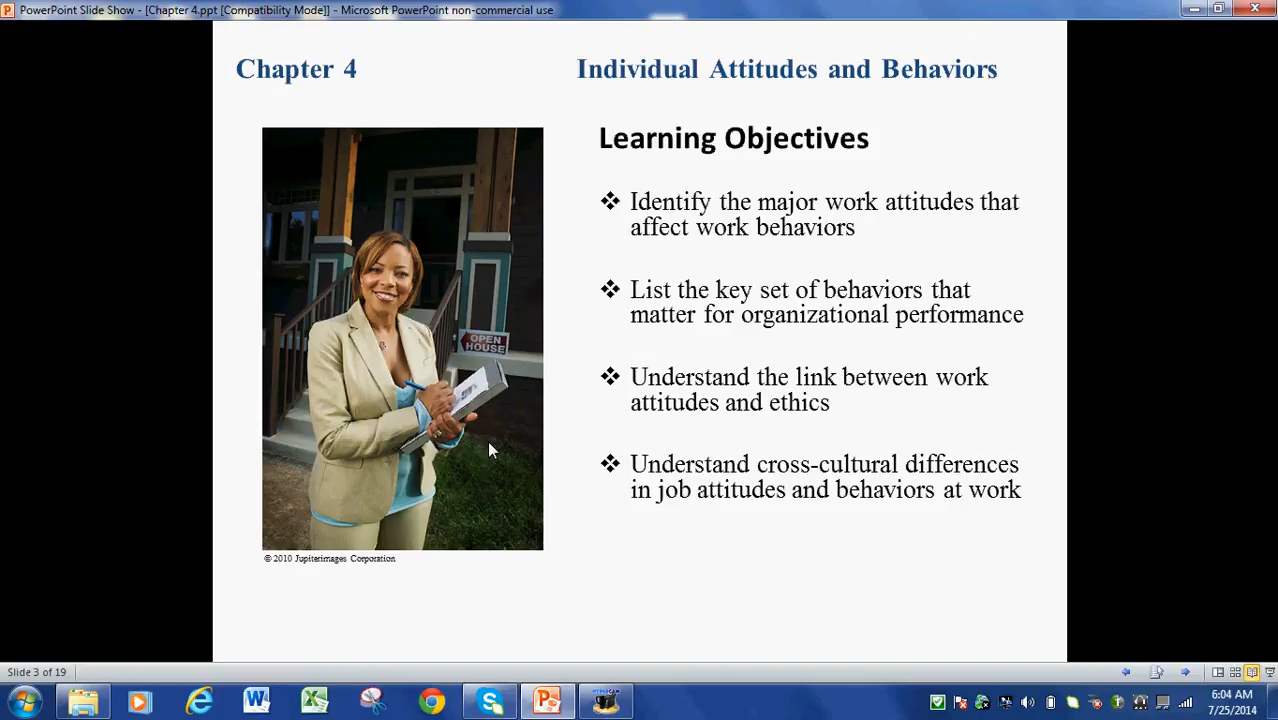 PowerPoint Slide Show - [Chapter 4.ppt [Compatibility Mode]] - Microsoft PowerPoint non-commercial use
Chapter 4
Individual Attitudes and Behaviors
OPEN
HOUSE
© 2010 Jupiterimages Corporation
Learning Objectives
❖ Identify the major work attitudes that
affect work behaviors
❖ List the key set of behaviors that
matter for organizational performance
❖ Understand the link between work
attitudes and ethics
❖ Understand cross-cultural differences
in job attitudes and behaviors at work
Slide 3 of 19
6:04 AM
7/25/2014